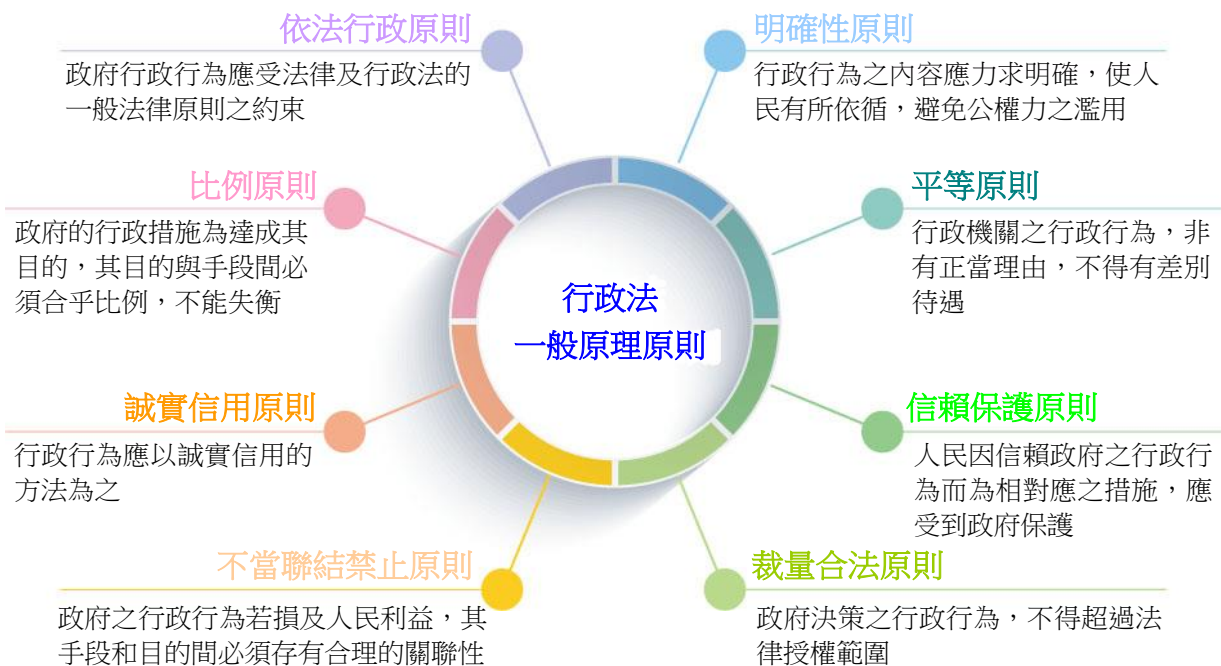 依法行政原則
政府行政行為應受法律及行政法的
一般法律原則之約束
明確性原則
行政行為之內容應力求明確，使人
民有所依循，避免公權力之濫用
比例原則
政府的行政措施為達成其
目的，其目的與手段間必
須合乎比例，不能失衡
平等原則
行政機關之行政行為，非
有正當理由，不得有差別
待遇
行政法
一般原理原則
誠實信用原則
行政行為應以誠實信用的
方法為之
信賴保護原則
人民因信賴政府之行政行
為而為相對應之措施，應
受到政府保護
不當聯結禁止原則
政府之行政行為若損及人民利益，其
手段和目的間必須存有合理的關聯性
裁量合法原則
政府決策之行政行為，不得超過法
律授權範圍